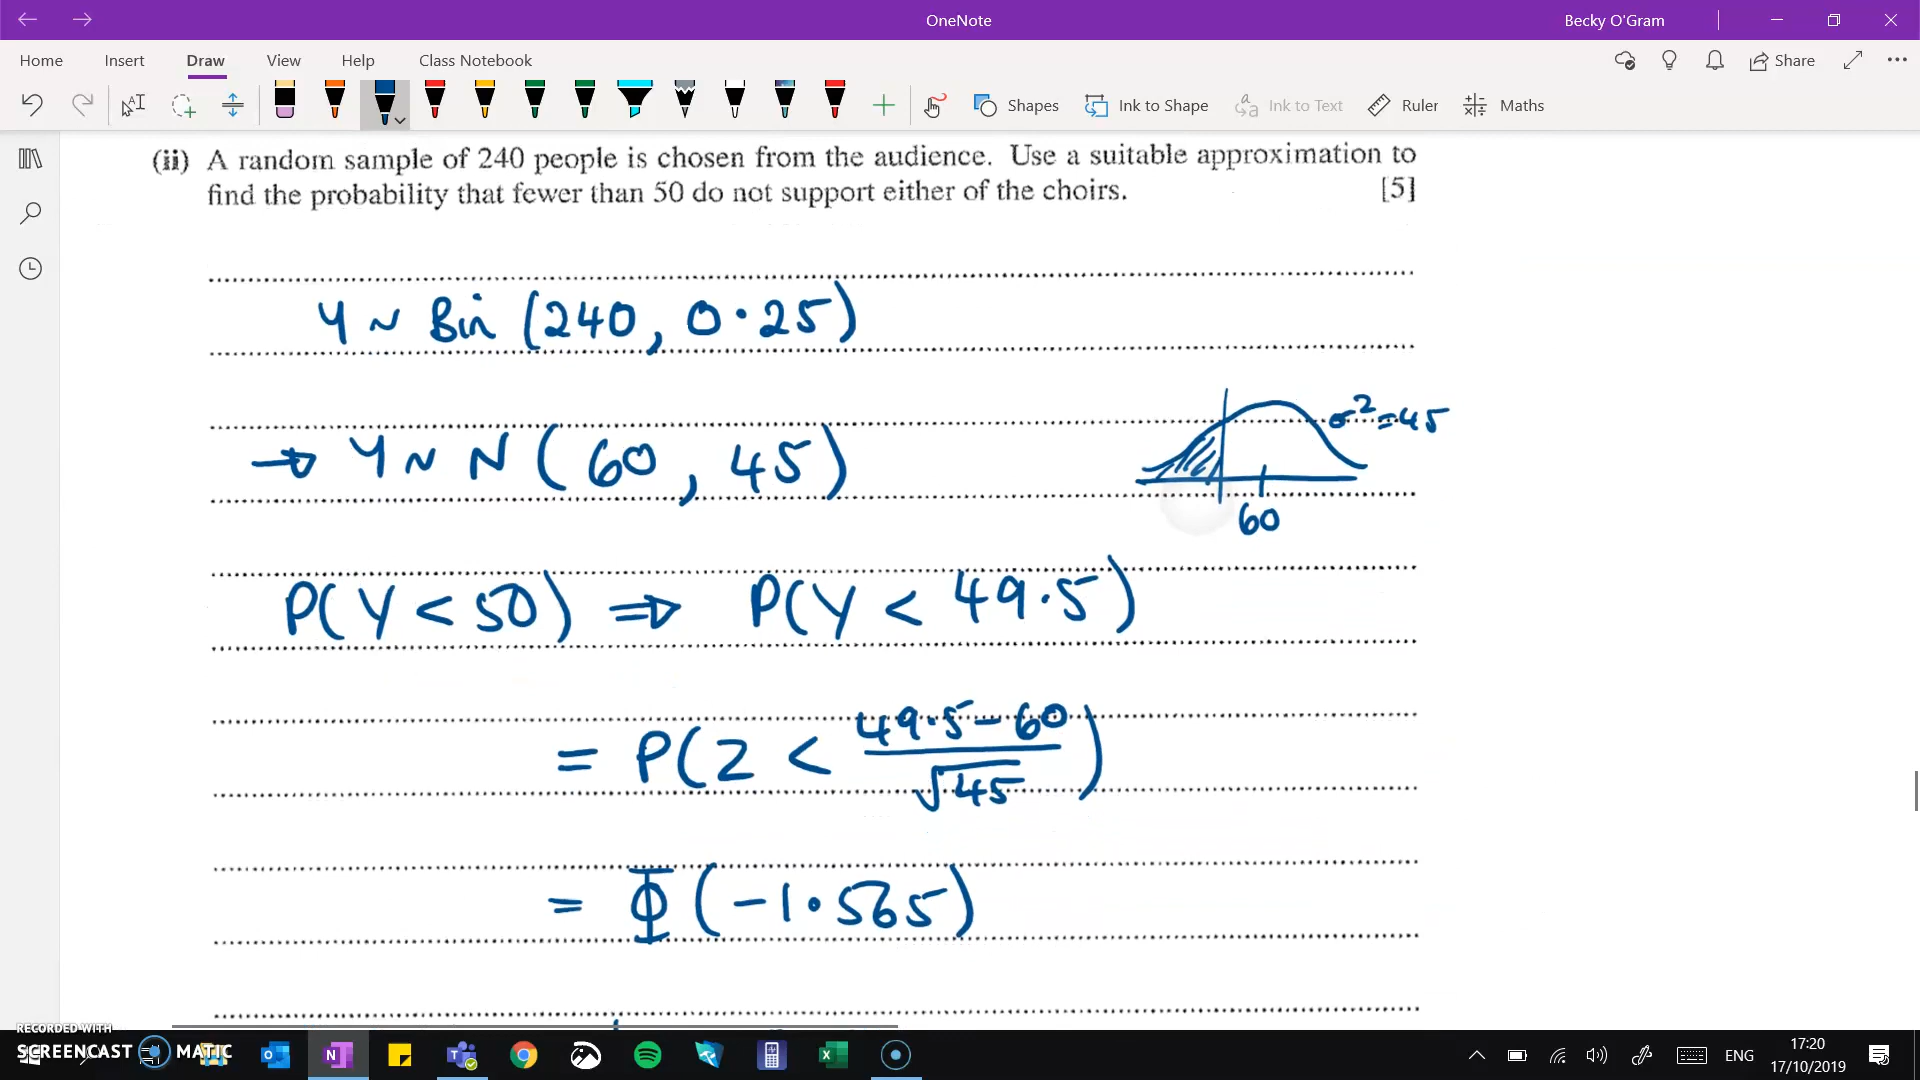 OneNote
Becky O'Gram
Home Insert Draw View Help Class Notebook
Share
Shapes Ink to Shape Ink to Text Ruler Maths
(ii) A random sample of 240 people is chosen from the audience. Use a suitable approximation to
find the probability that fewer than 50 do not support either of the choirs. [5]
Y ~ Bin (240, 0.25)
σ² = 45
→ Y ~ N (60, 45)
60
P(Y < 50) ⇒ P(Y < 49.5)
= P(Z < (49.5 - 60)/√45)
= Φ(-1.565)
RECORDED WITH
SCREENCAST MATIC
ENG
17:20
17/10/2019